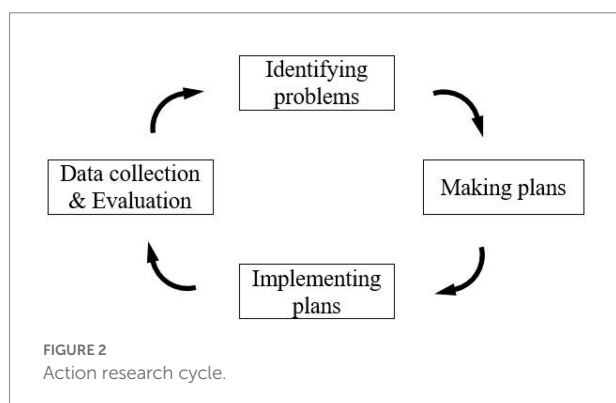 Identifying
problems
Data collection
& Evaluation
Making plans
Implementing
plans
FIGURE 2
Action research cycle.